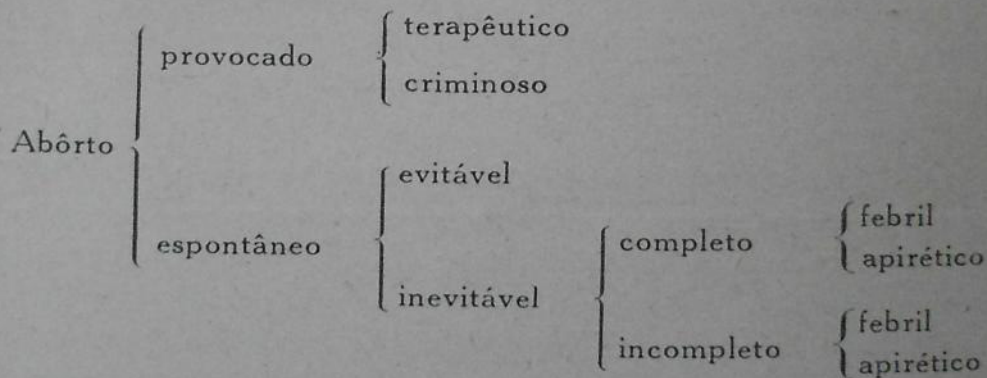 terapêutico
provocado
criminoso
Abôrto
evitável
febril
espontâneo completo
apirético
inevitável
febril
incompleto
apirético